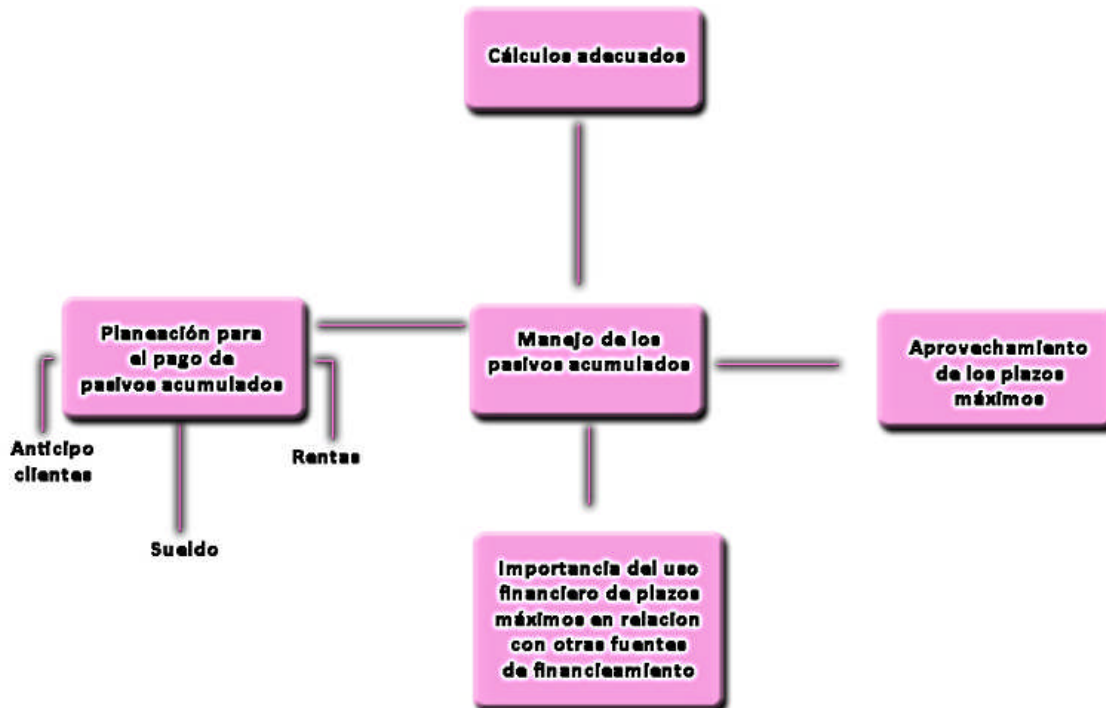 Cálculos adecuados
Planeación para
el pago de
pasivos acumulados
Anticipo
clientes
Sueldo
Rentas
Manejo de los
pasivos acumulados
Aprovechamiento
de los plazos
máximos
Importancia del uso
financiero de plazos
máximos en relacion
con otras fuentes
de financieamiento